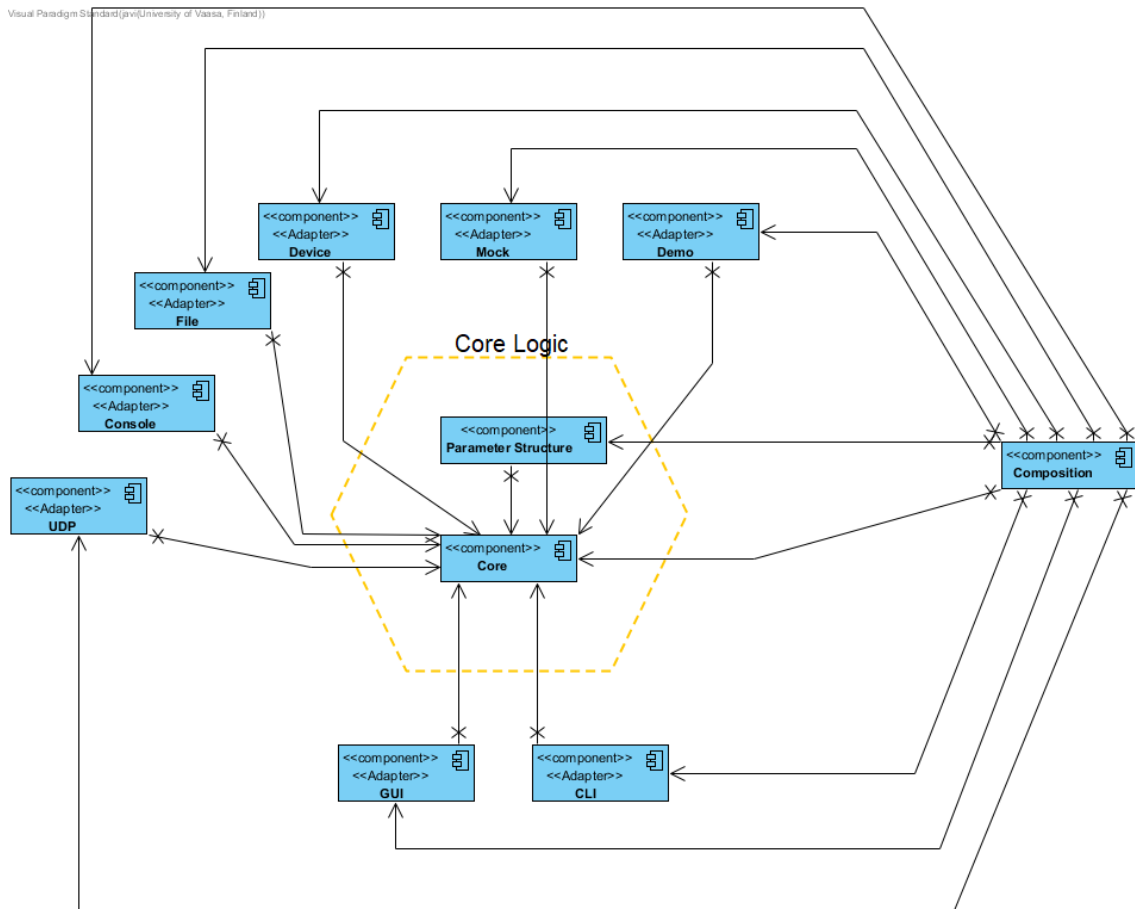 Visual Paradigm Standard(javi(University of Vaasa, Finland))
<<component>>
<<Adapter>>
Device
<<component>>
<<Adapter>>
Mock
<<component>>
<<Adapter>>
Demo
<<component>>
<<Adapter>>
File
Core Logic
<<component>>
<<Adapter>>
Console
<<component>>
Parameter Structure
<<component>>
Composition
<<component>>
<<Adapter>>
UDP
<<component>>
Core
<<component>>
<<Adapter>>
GUI
<<component>>
<<Adapter>>
CLI